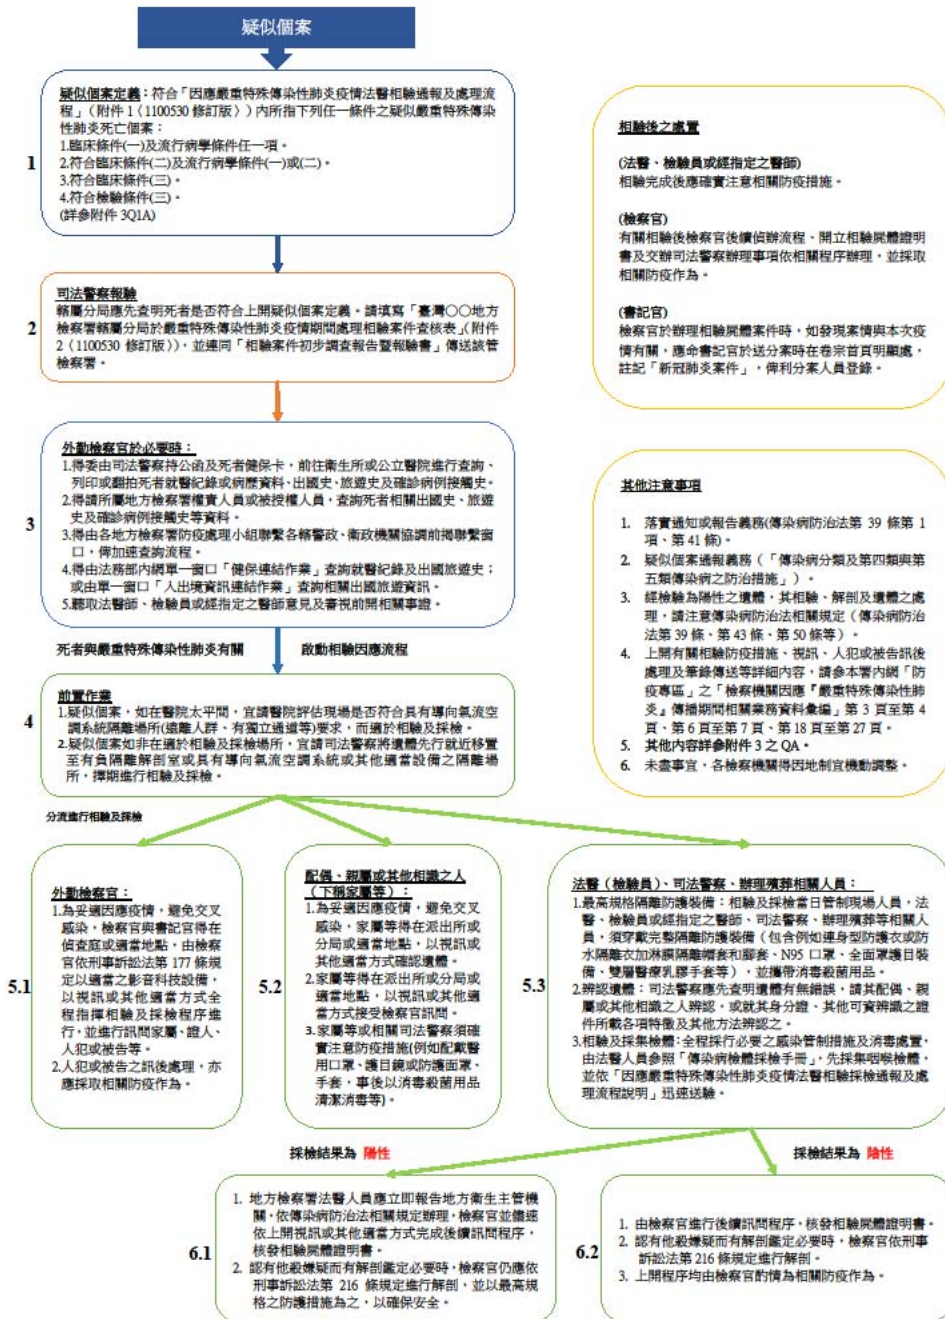 疑似個案
1
疑似個案定義：符合「因應嚴重特殊傳染性肺炎疫情法醫相驗通報及處理流
程」（附件 1〈1100530 修訂版〉）內所指下列任一條件之疑似嚴重特殊傳染
性肺炎死亡個案：
1.臨床條件(一)及流行病學條件任一項。
2.符合臨床條件(二)及流行病學條件(一)或(二)。
3.符合臨床條件(三)。
4.符合檢驗條件(三)。
(詳參附件 3Q1A)
2
司法警察報驗
轄屬分局應先查明死者是否符合上開疑似個案定義。請填寫「臺灣○○地方
檢察署轄屬分局於嚴重特殊傳染性肺炎疫情期間處理相驗案件查核表」(附件
2〈1100530 修訂版〉)，並連同「相驗案件初步調查報告暨報驗書」傳送該管
檢察署。
3
外勤檢察官於必要時：
1.得委由司法警察持公函及死者健保卡，前往衛生所或公立醫院進行查詢、
列印或翻拍死者就醫紀錄或病歷資料、出國史、旅遊史及確診病例接觸史。
2.得請所屬地方檢察署權責人員或被授權人員，查詢死者相關出國史、旅遊
史及確診病例接觸史等資料。
3.得由各地方檢察署防疫處理小組聯繫各轄警政、衛政機關協調前揭聯繫窗
口，俾加速查詢流程。
4.得由法務部內網單一窗口「健保連結作業」查詢就醫紀錄及出國旅遊史；
或由單一窗口「入出境資訊連結作業」查詢相關出國旅遊資訊。
5.聽取法醫師、檢驗員或經指定之醫師意見及審視前開相關事證。
死者與嚴重特殊傳染性肺炎有關 啟動相驗因應流程
4
前置作業
1.疑似個案，如在醫院太平間，宜請醫院評估現場是否符合具有導向氣流空
調系統隔離場所(遠離人群、有獨立通道等)要求，而適於相驗及採檢。
2.疑似個案如非在適於相驗及採檢場所，宜請司法警察將遺體先行就近移置
至有負隔離解剖室或具有導向氣流空調系統或其他適當設備之隔離場
所，擇期進行相驗及採檢。
分流進行相驗及採檢
5.1
外勤檢察官：
1.為妥適因應疫情，避免交叉
感染，檢察官與書記官得在
偵查庭或適當地點，由檢察
官依刑事訴訟法第 177 條規
定以適當之影音科技設備，
以視訊或其他適當方式全
程指揮相驗及採檢程序進
行，並進行訊問家屬、證人、
人犯或被告等。
2.人犯或被告之訊後處理，亦
應採取相關防疫作為。
5.2
配偶、親屬或其他相識之人
（下稱家屬等）：
1.為妥適因應疫情，避免交叉
感染，家屬等得在派出所或
分局或適當地點，以視訊或
其他適當方式確認遺體。
2.家屬等得在派出所或分局或
適當地點，以視訊或其他適
當方式接受檢察官訊問。
3.家屬等或相關司法警察須確
實注意防疫措施(例如配戴醫
用口罩、護目鏡或防護面罩、
手套，事後以消毒殺菌用品
清潔消毒等)。
5.3
法醫（檢驗員）、司法警察、辦理殯葬相關人員：
1.最高規格隔離防護裝備：相驗及採檢當日管制現場人員，法
醫、檢驗員或經指定之醫師、司法警察、辦理殯葬等相關人
員，須穿戴完整隔離防護裝備（包含例如連身型防護衣或防
水隔離衣加淋膜隔離帽套和腳套、N95 口罩、全面罩護目裝
備、雙層醫療乳膠手套等），並攜帶消毒殺菌用品。
2.辨認遺體：司法警察應先查明遺體有無錯誤，請其配偶、親
屬或其他相識之人辨認，或就其身分證、其他可資辨識之證
件所載各項特徵及其他方法辨認之。
3.相驗及採集檢體：全程採行必要之感染管制措施及消毒處置，
由法醫人員參照「傳染病檢體採檢手冊」，先採集咽喉檢體，
並依「因應嚴重特殊傳染性肺炎疫情法醫相驗採檢通報及處
理流程說明」迅速送驗。
採檢結果為 陽性
採檢結果為 陰性
6.1
1. 地方檢察署法醫人員應立即報告地方衛生主管機
關，依傳染病防治法相關規定辦理，檢察官並儘速
依上開視訊或其他適當方式完成後續訊問程序，
核發相驗屍體證明書。
2. 認有他殺嫌疑而有解剖鑑定必要時，檢察官仍應依
刑事訴訟法第 216 條規定進行解剖，並以最高規
格之防護措施為之，以確保安全。
6.2
1. 由檢察官進行後續訊問程序，核發相驗屍體證明書。
2. 認有他殺嫌疑而有解剖鑑定必要時，檢察官依刑事
訴訟法第 216 條規定進行解剖。
3. 上開程序均由檢察官酌情為相關防疫作為。
相驗後之處置
(法醫、檢驗員或經指定之醫師)
相驗完成後應確實注意相關防疫措施。
(檢察官)
有關相驗後檢察官後續偵辦流程、開立相驗屍體證明
書及交辦司法警察辦理事項依相關程序辦理，並採取
相關防疫作為。
(書記官)
檢察官於辦理相驗屍體案件時，如發現案情與本次疫
情有關，應命書記官於送分案時在卷宗首頁明顯處，
註記「新冠肺炎案件」，俾利分案人員登錄。
其他注意事項
1. 落實通知或報告義務(傳染病防治法第 39 條第 1
項、第 41 條)。
2. 疑似個案通報義務（「傳染病分類及第四類與第
五類傳染病之防治措施」）。
3. 經檢驗為陽性之遺體，其相驗、解剖及遺體之處
理，請注意傳染病防治法相關規定（傳染病防治
法第 39 條、第 43 條、第 50 條等）。
4. 上開有關相驗防疫措施、視訊、人犯或被告訊後
處理及筆錄傳送等詳細內容，請參本署內網「防
疫專區」之「檢察機關因應『嚴重特殊傳染性肺
炎』傳播期間相關業務資料彙編」第 3 頁至第 4
頁、第 6 頁至第 7 頁、第 18 頁至第 27 頁。
5. 其他內容詳參附件 3 之 QA。
6. 未盡事宜，各檢察機關得因地制宜機動調整。